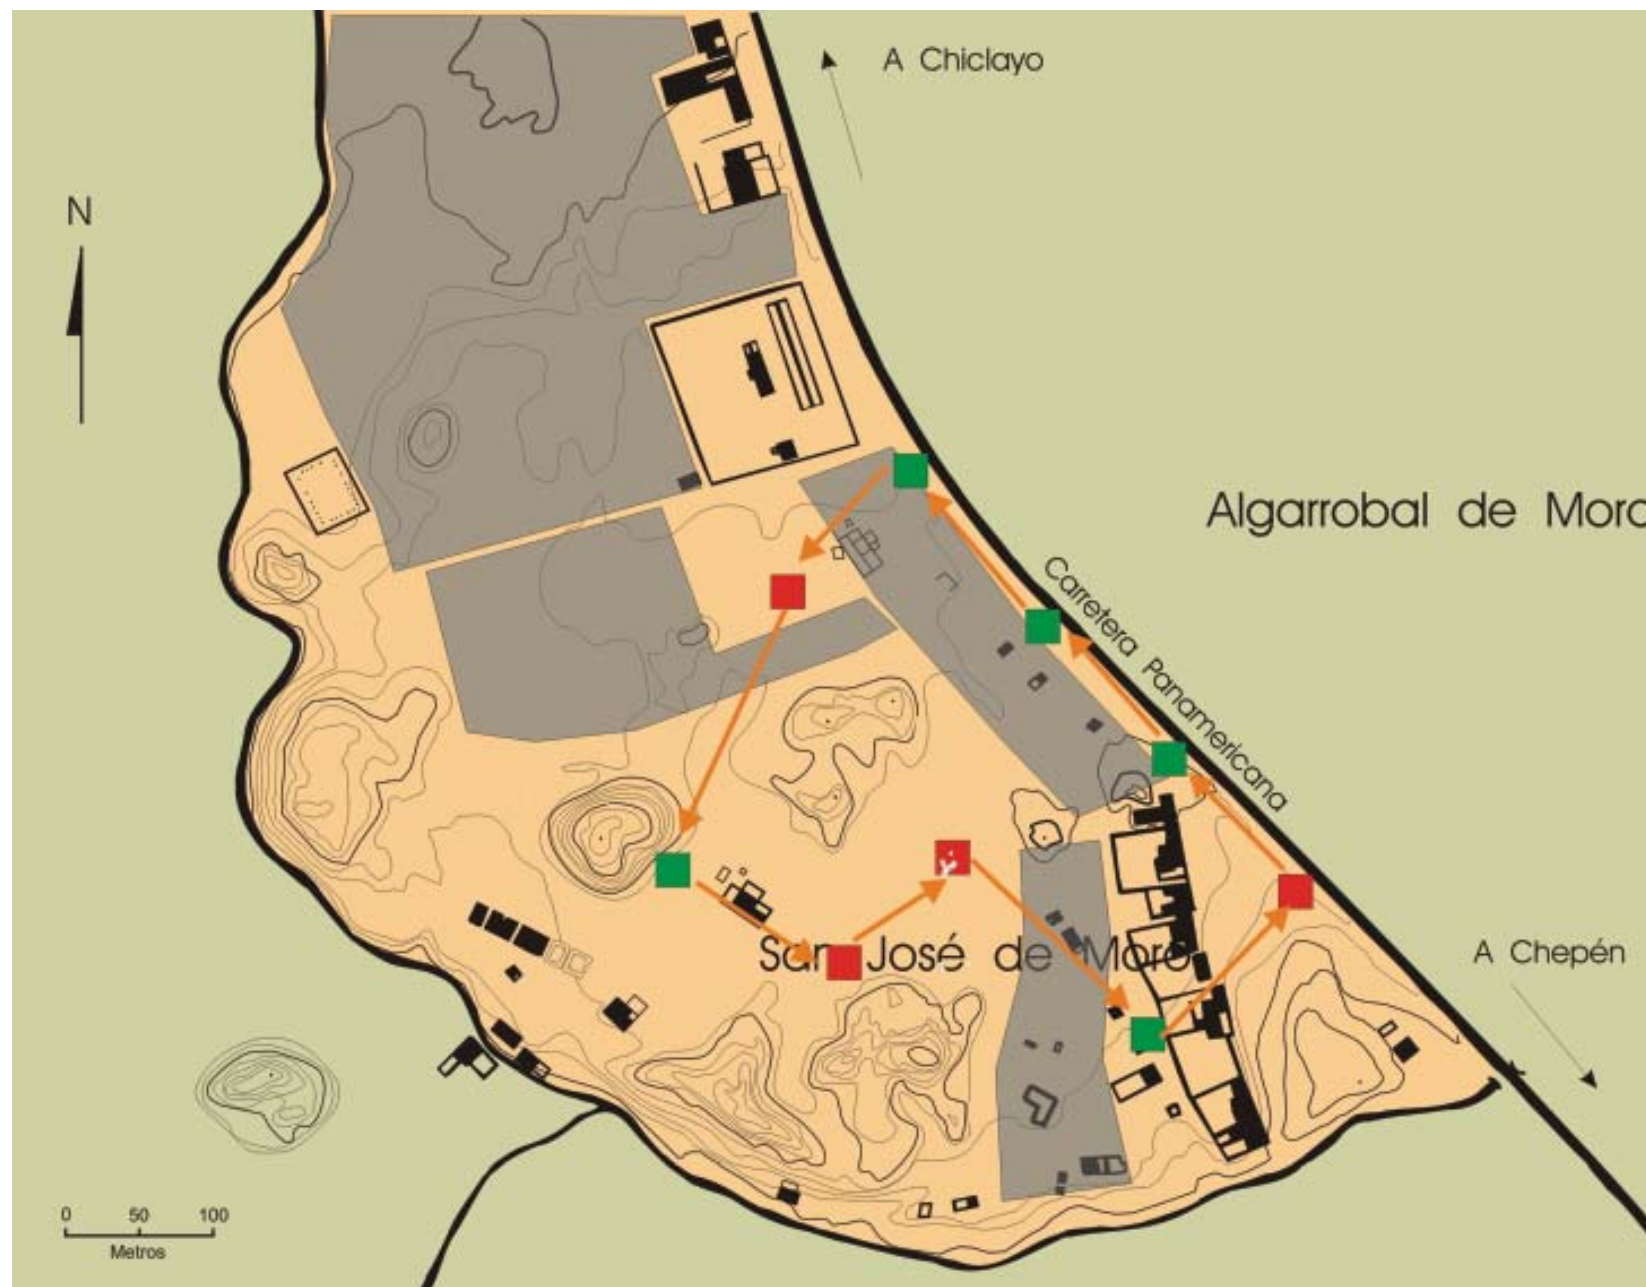 A Chiclayo
N
Algarrobal de Moro
Carretera Panamericana
San José de Moro
A Chepén
0 50 100
Metros